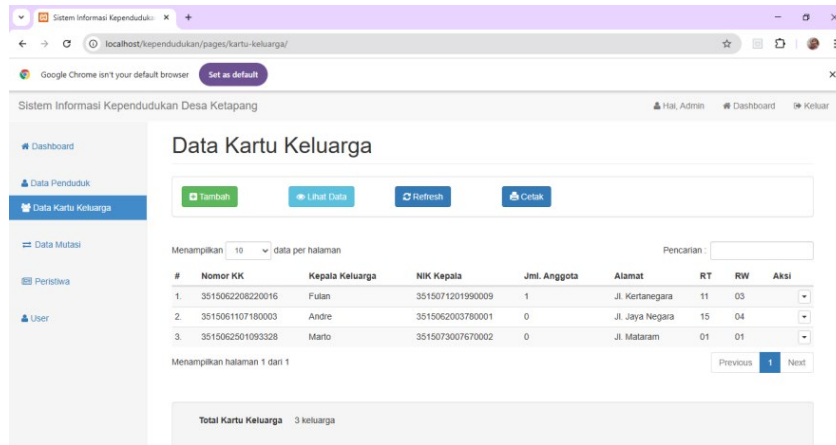 Sistem Informasi Kependuduka
localhost/kependudukan/pages/kartu-keluarga/
Google Chrome isn't your default browser Set as default
Sistem Informasi Kependudukan Desa Ketapang Hai, Admin Dashboard Keluar
Dashboard
Data Penduduk
Data Kartu Keluarga
Data Mutasi
Peristiwa
User
Data Kartu Keluarga
Tambah Lihat Data Refresh Cetak
Menampilkan 10 data per halaman Pencarian :
# Nomor KK Kepala Keluarga NIK Kepala Jml. Anggota Alamat RT RW Aksi
1. 3515062208220016 Fulan 3515071201990009 1 Jl. Kertanegara 11 03
2. 3515061107180003 Andre 3515062003780001 0 Jl. Jaya Negara 15 04
3. 3515062501093328 Marto 3515073007670002 0 Jl. Mataram 01 01
Menampilkan halaman 1 dari 1 Previous 1 Next
Total Kartu Keluarga 3 keluarga